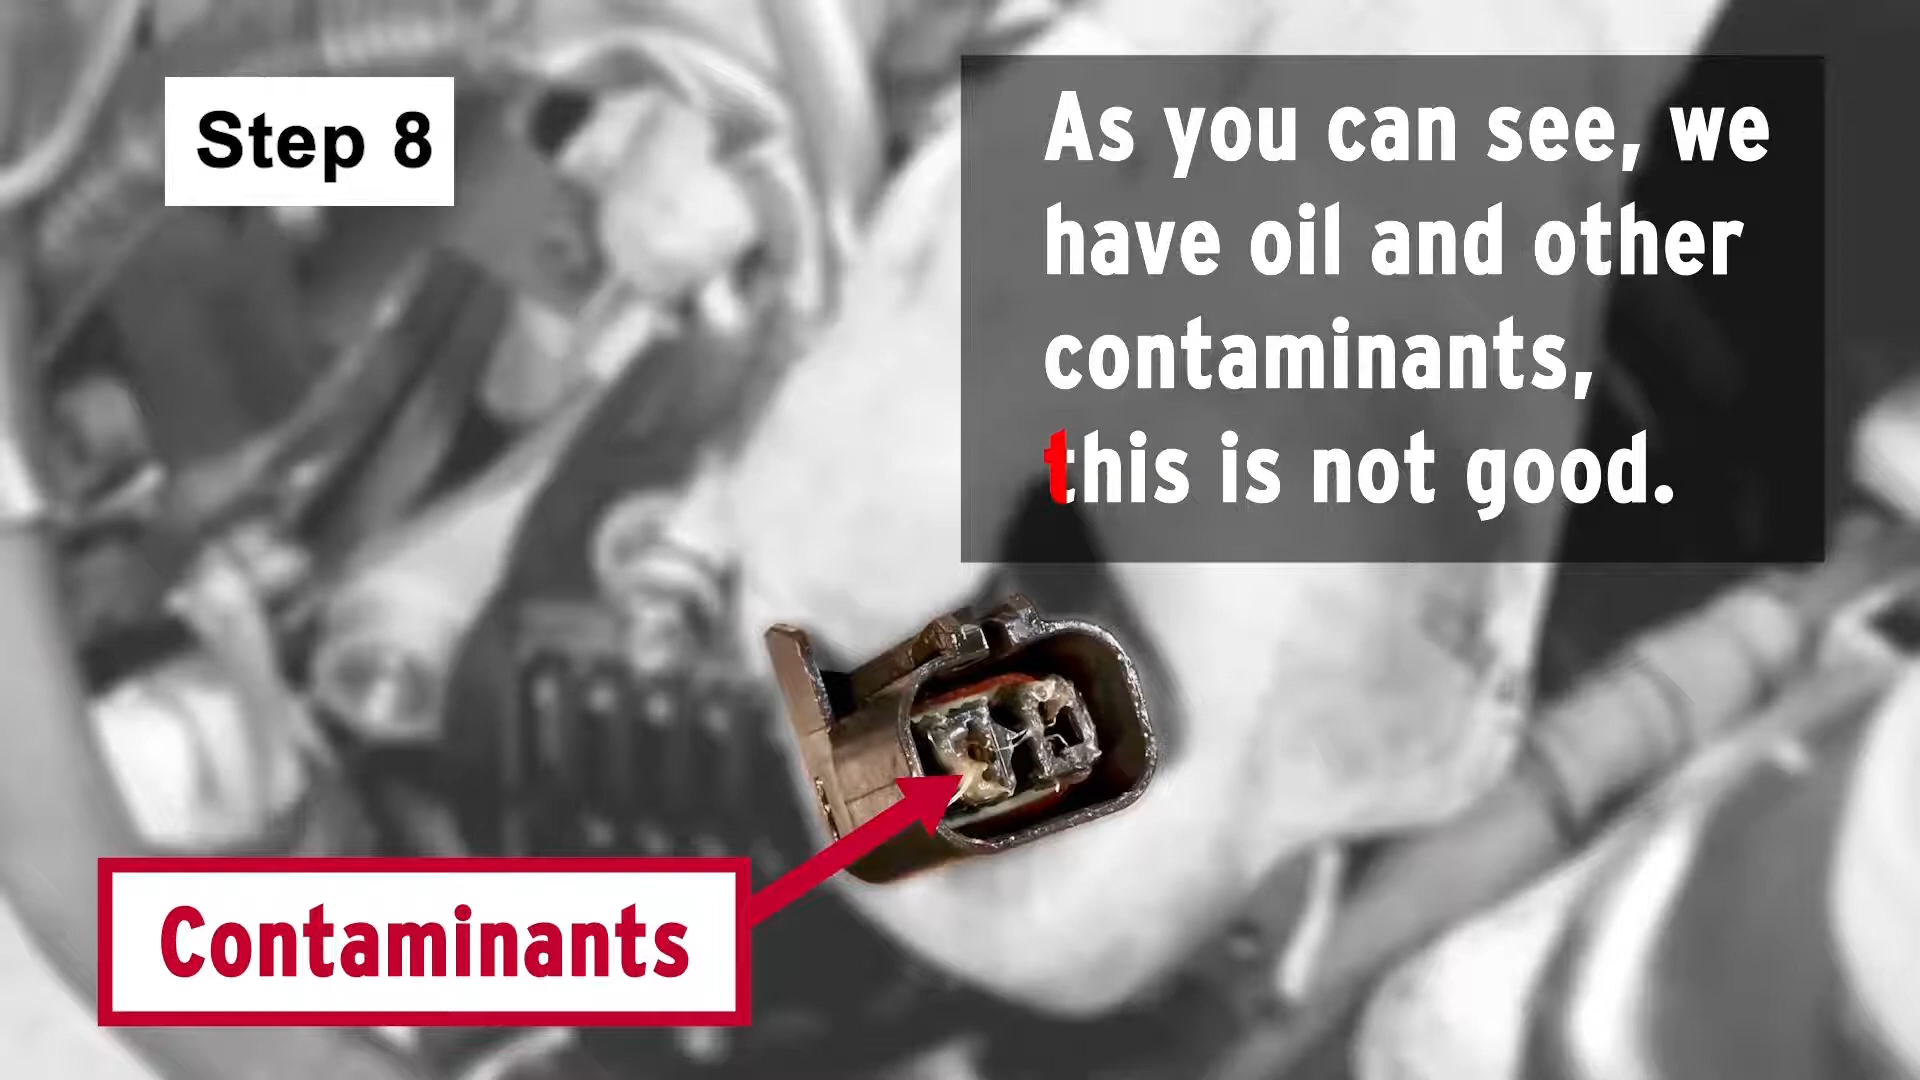 Step 8
As you can see, we
have oil and other
contaminants,
this is not good.
Contaminants